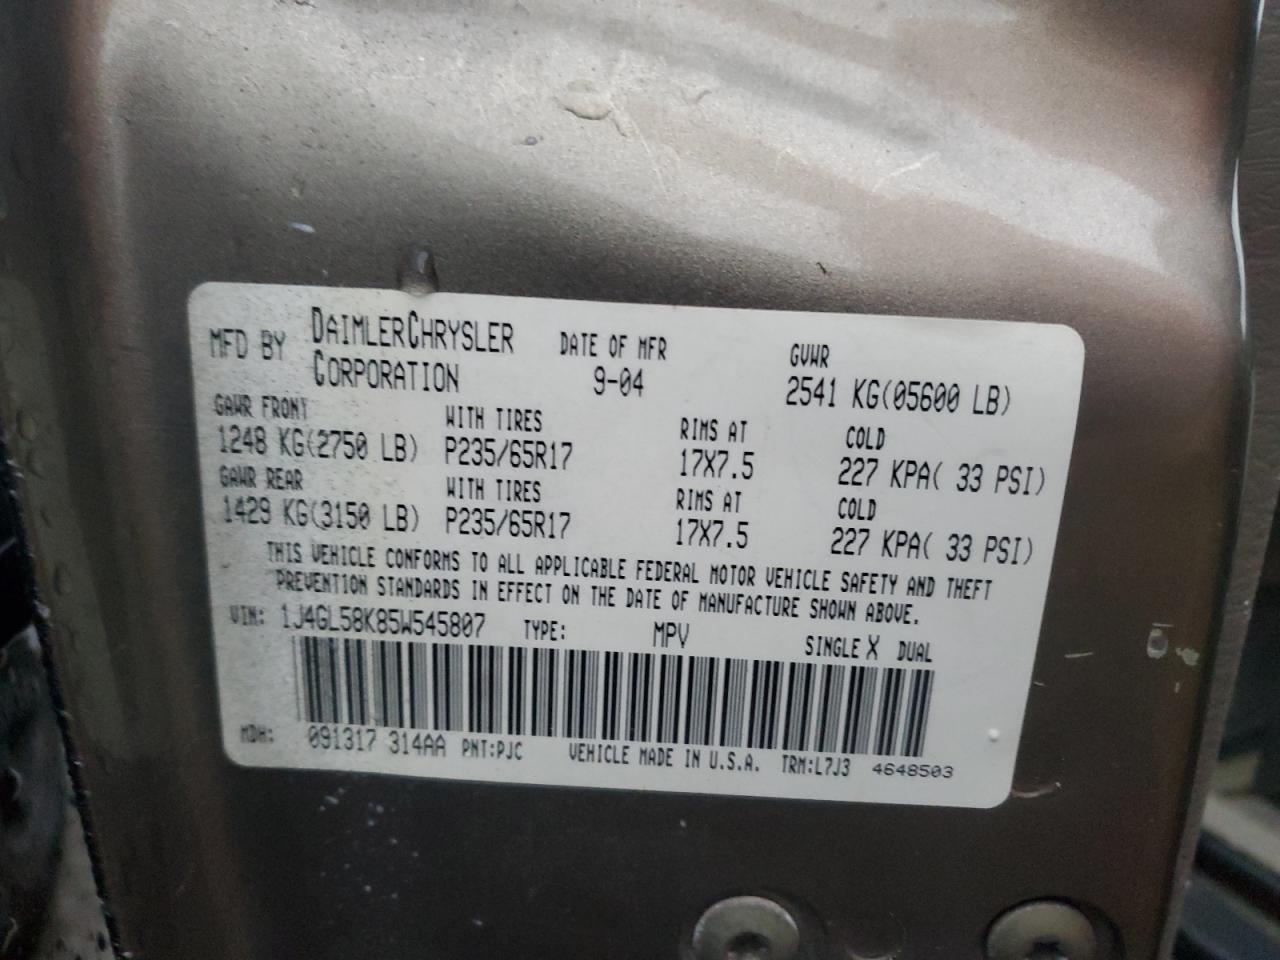 MFD BY DAIMLERCHRYSLER CORPORATION DATE OF MFR 9-04 GVWR 2541 KG(05600 LB)
GAWR FRONT WITH TIRES RIMS AT COLD
1248 KG(2750 LB) P235/65R17 17X7.5 227 KPA( 33 PSI)
GAWR REAR WITH TIRES RIMS AT COLD
1429 KG(3150 LB) P235/65R17 17X7.5 227 KPA( 33 PSI)
THIS VEHICLE CONFORMS TO ALL APPLICABLE FEDERAL MOTOR VEHICLE SAFETY AND THEFT
PREVENTION STANDARDS IN EFFECT ON THE DATE OF MANUFACTURE SHOWN ABOVE.
VIN: 1J4GL58K85W545807 TYPE: MPV SINGLE X DUAL
MDH: 091317 314AA PNT:PJC VEHICLE MADE IN U.S.A. TRM:L7J3 4648503